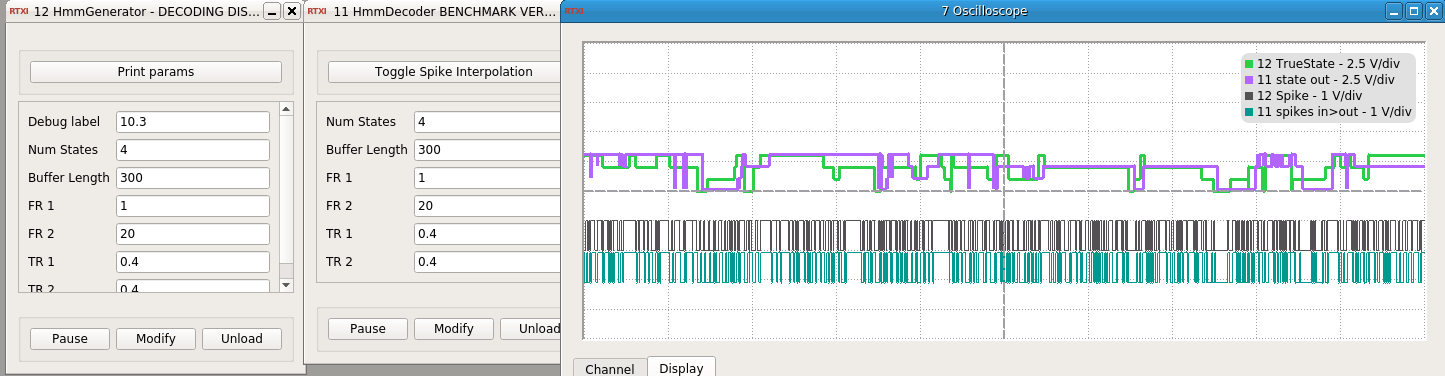 RTXI 12 HmmGenerator - DECODING DIS...
Print params
Debug label 10.3
Num States 4
Buffer Length 300
FR 1 1
FR 2 20
TR 1 0.4
TR 2 0.4
Pause Modify Unload
RTXI 11 HmmDecoder BENCHMARK VER...
Toggle Spike Interpolation
Num States 4
Buffer Length 300
FR 1 1
FR 2 20
TR 1 0.4
TR 2 0.4
Pause Modify Unload
RTXI 7 Oscilloscope
12 TrueState - 2.5 V/div
11 state out - 2.5 V/div
12 Spike - 1 V/div
11 spikes in>out - 1 V/div
Channel Display